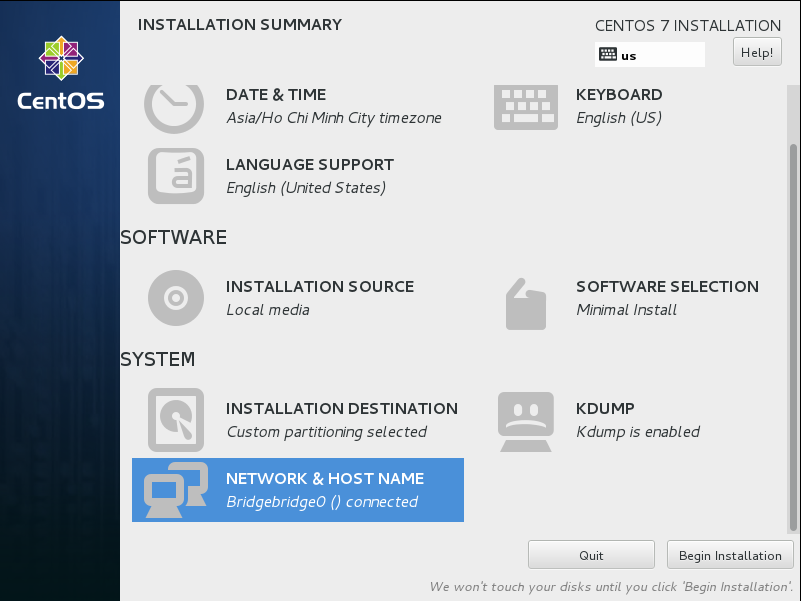 INSTALLATION SUMMARY
CENTOS 7 INSTALLATION
us
Help!
CentOS
DATE & TIME
Asia/Ho Chi Minh City timezone
KEYBOARD
English (US)
LANGUAGE SUPPORT
English (United States)
SOFTWARE
INSTALLATION SOURCE
Local media
SOFTWARE SELECTION
Minimal Install
SYSTEM
INSTALLATION DESTINATION
Custom partitioning selected
KDUMP
Kdump is enabled
NETWORK & HOST NAME
Bridgebridge0 () connected
Quit
Begin Installation
We won't touch your disks until you click 'Begin Installation'.